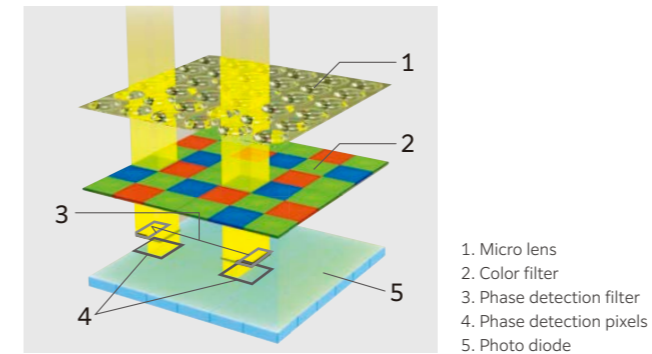 1
2
3
4
5
1. Micro lens
2. Color filter
3. Phase detection filter
4. Phase detection pixels
5. Photo diode